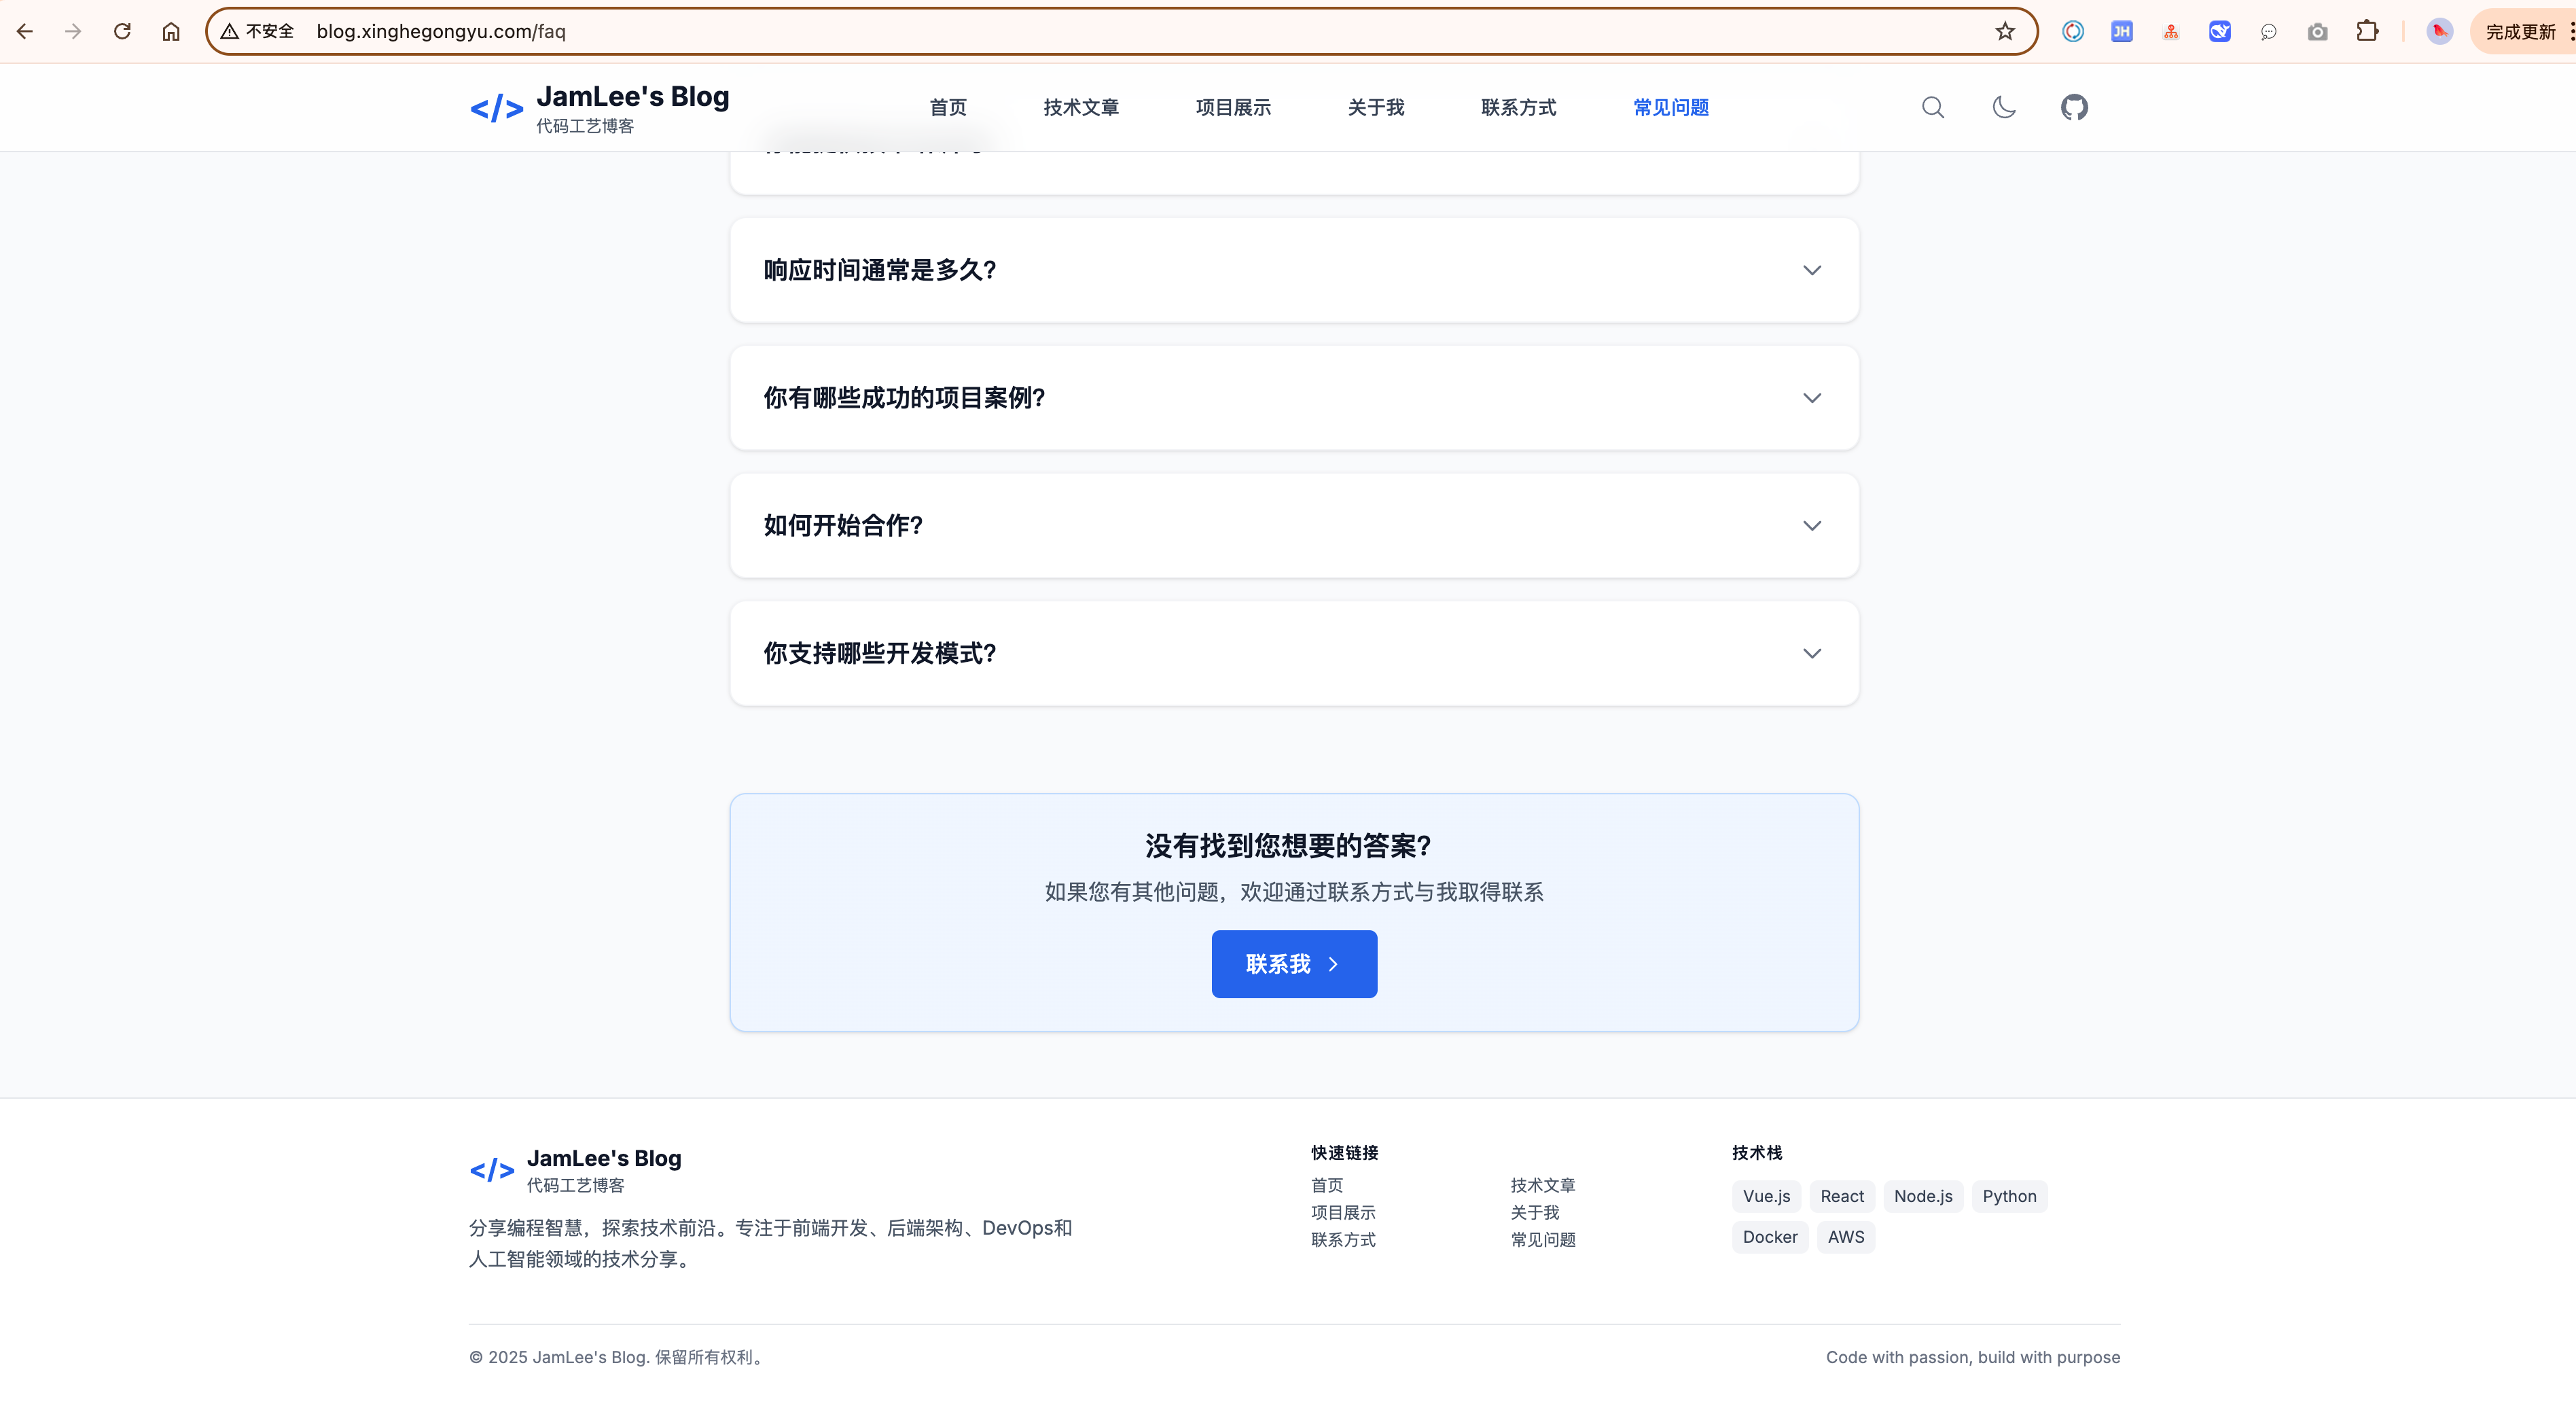 不安全 blog.xinghegongyu.com/faq
完成更新
JamLee's Blog
代码工艺博客
首页 技术文章 项目展示 关于我 联系方式 常见问题
响应时间通常是多久?
你有哪些成功的项目案例?
如何开始合作?
你支持哪些开发模式?
没有找到您想要的答案?
如果您有其他问题，欢迎通过联系方式与我取得联系
联系我
JamLee's Blog
代码工艺博客
分享编程智慧，探索技术前沿。专注于前端开发、后端架构、DevOps和
人工智能领域的技术分享。
快速链接
首页 技术文章
项目展示 关于我
联系方式 常见问题
技术栈
Vue.js React Node.js Python
Docker AWS
© 2025 JamLee's Blog. 保留所有权利。
Code with passion, build with purpose